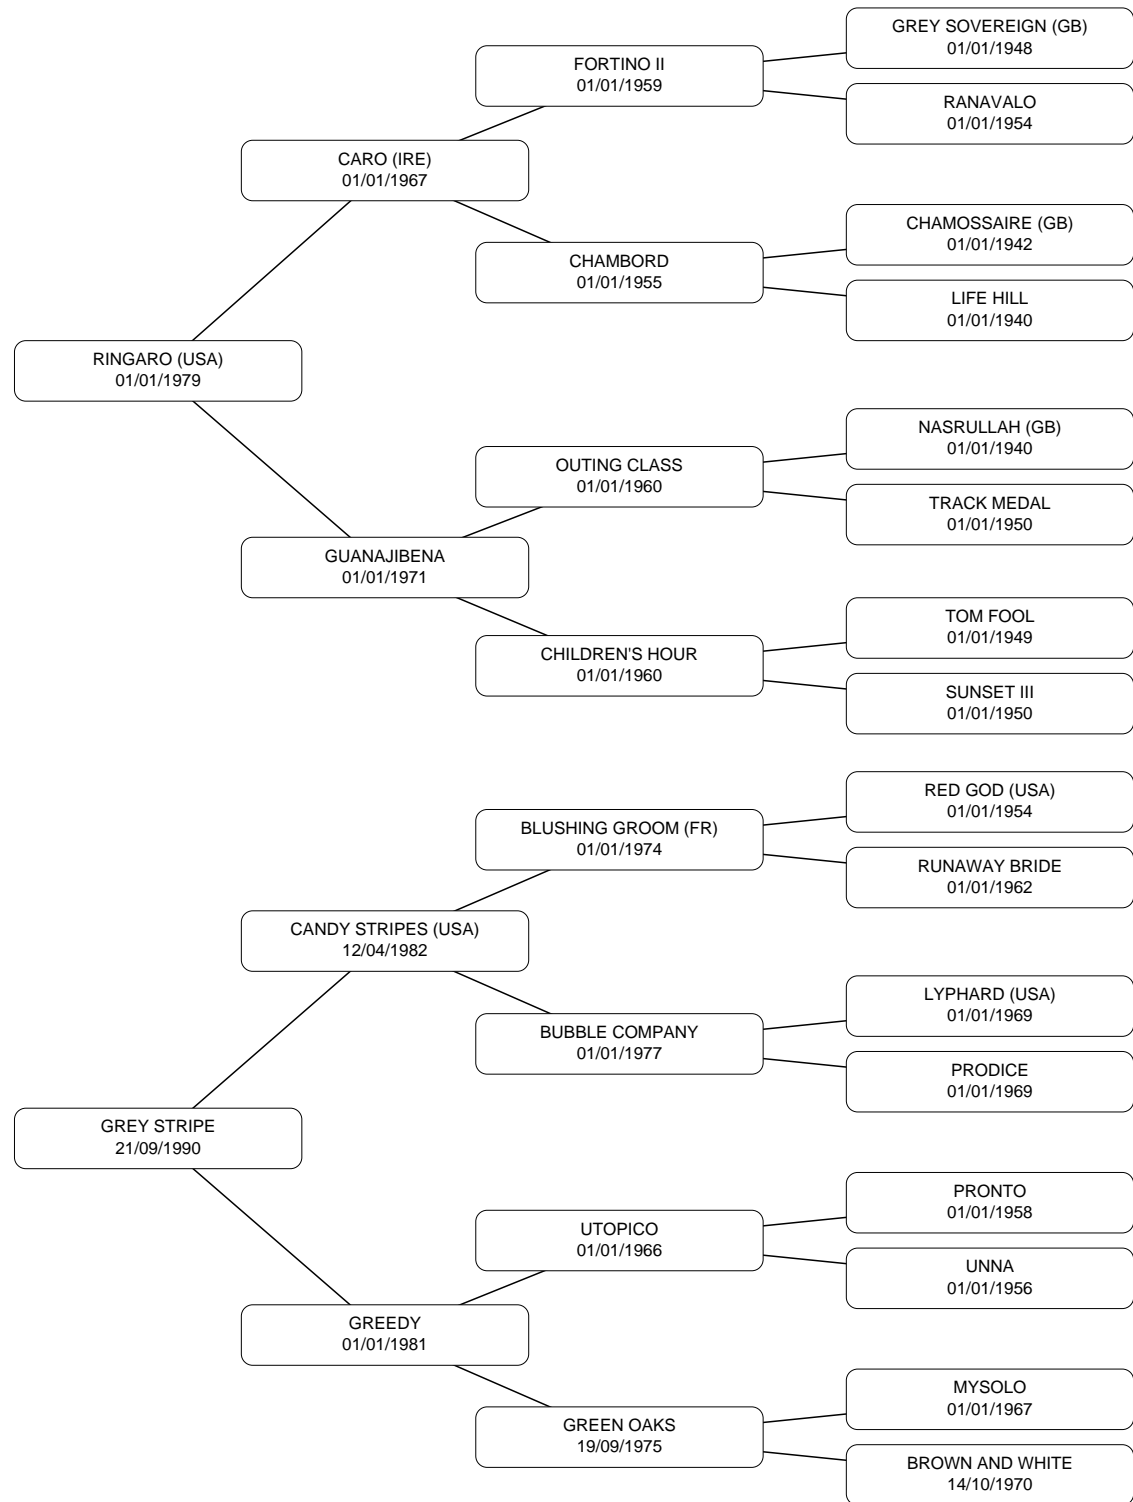 GREY SOVEREIGN (GB)
01/01/1948
FORTINO II
01/01/1959
RANAVALO
01/01/1954
CARO (IRE)
01/01/1967
CHAMOSSAIRE (GB)
01/01/1942
CHAMBORD
01/01/1955
LIFE HILL
01/01/1940
RINGARO (USA)
01/01/1979
NASRULLAH (GB)
01/01/1940
OUTING CLASS
01/01/1960
TRACK MEDAL
01/01/1950
GUANAJIBENA
01/01/1971
TOM FOOL
01/01/1949
CHILDREN'S HOUR
01/01/1960
SUNSET III
01/01/1950
RED GOD (USA)
01/01/1954
BLUSHING GROOM (FR)
01/01/1974
RUNAWAY BRIDE
01/01/1962
CANDY STRIPES (USA)
12/04/1982
LYPHARD (USA)
01/01/1969
BUBBLE COMPANY
01/01/1977
PRODICE
01/01/1969
GREY STRIPE
21/09/1990
PRONTO
01/01/1958
UTOPICO
01/01/1966
UNNA
01/01/1956
GREEDY
01/01/1981
MYSOLO
01/01/1967
GREEN OAKS
19/09/1975
BROWN AND WHITE
14/10/1970